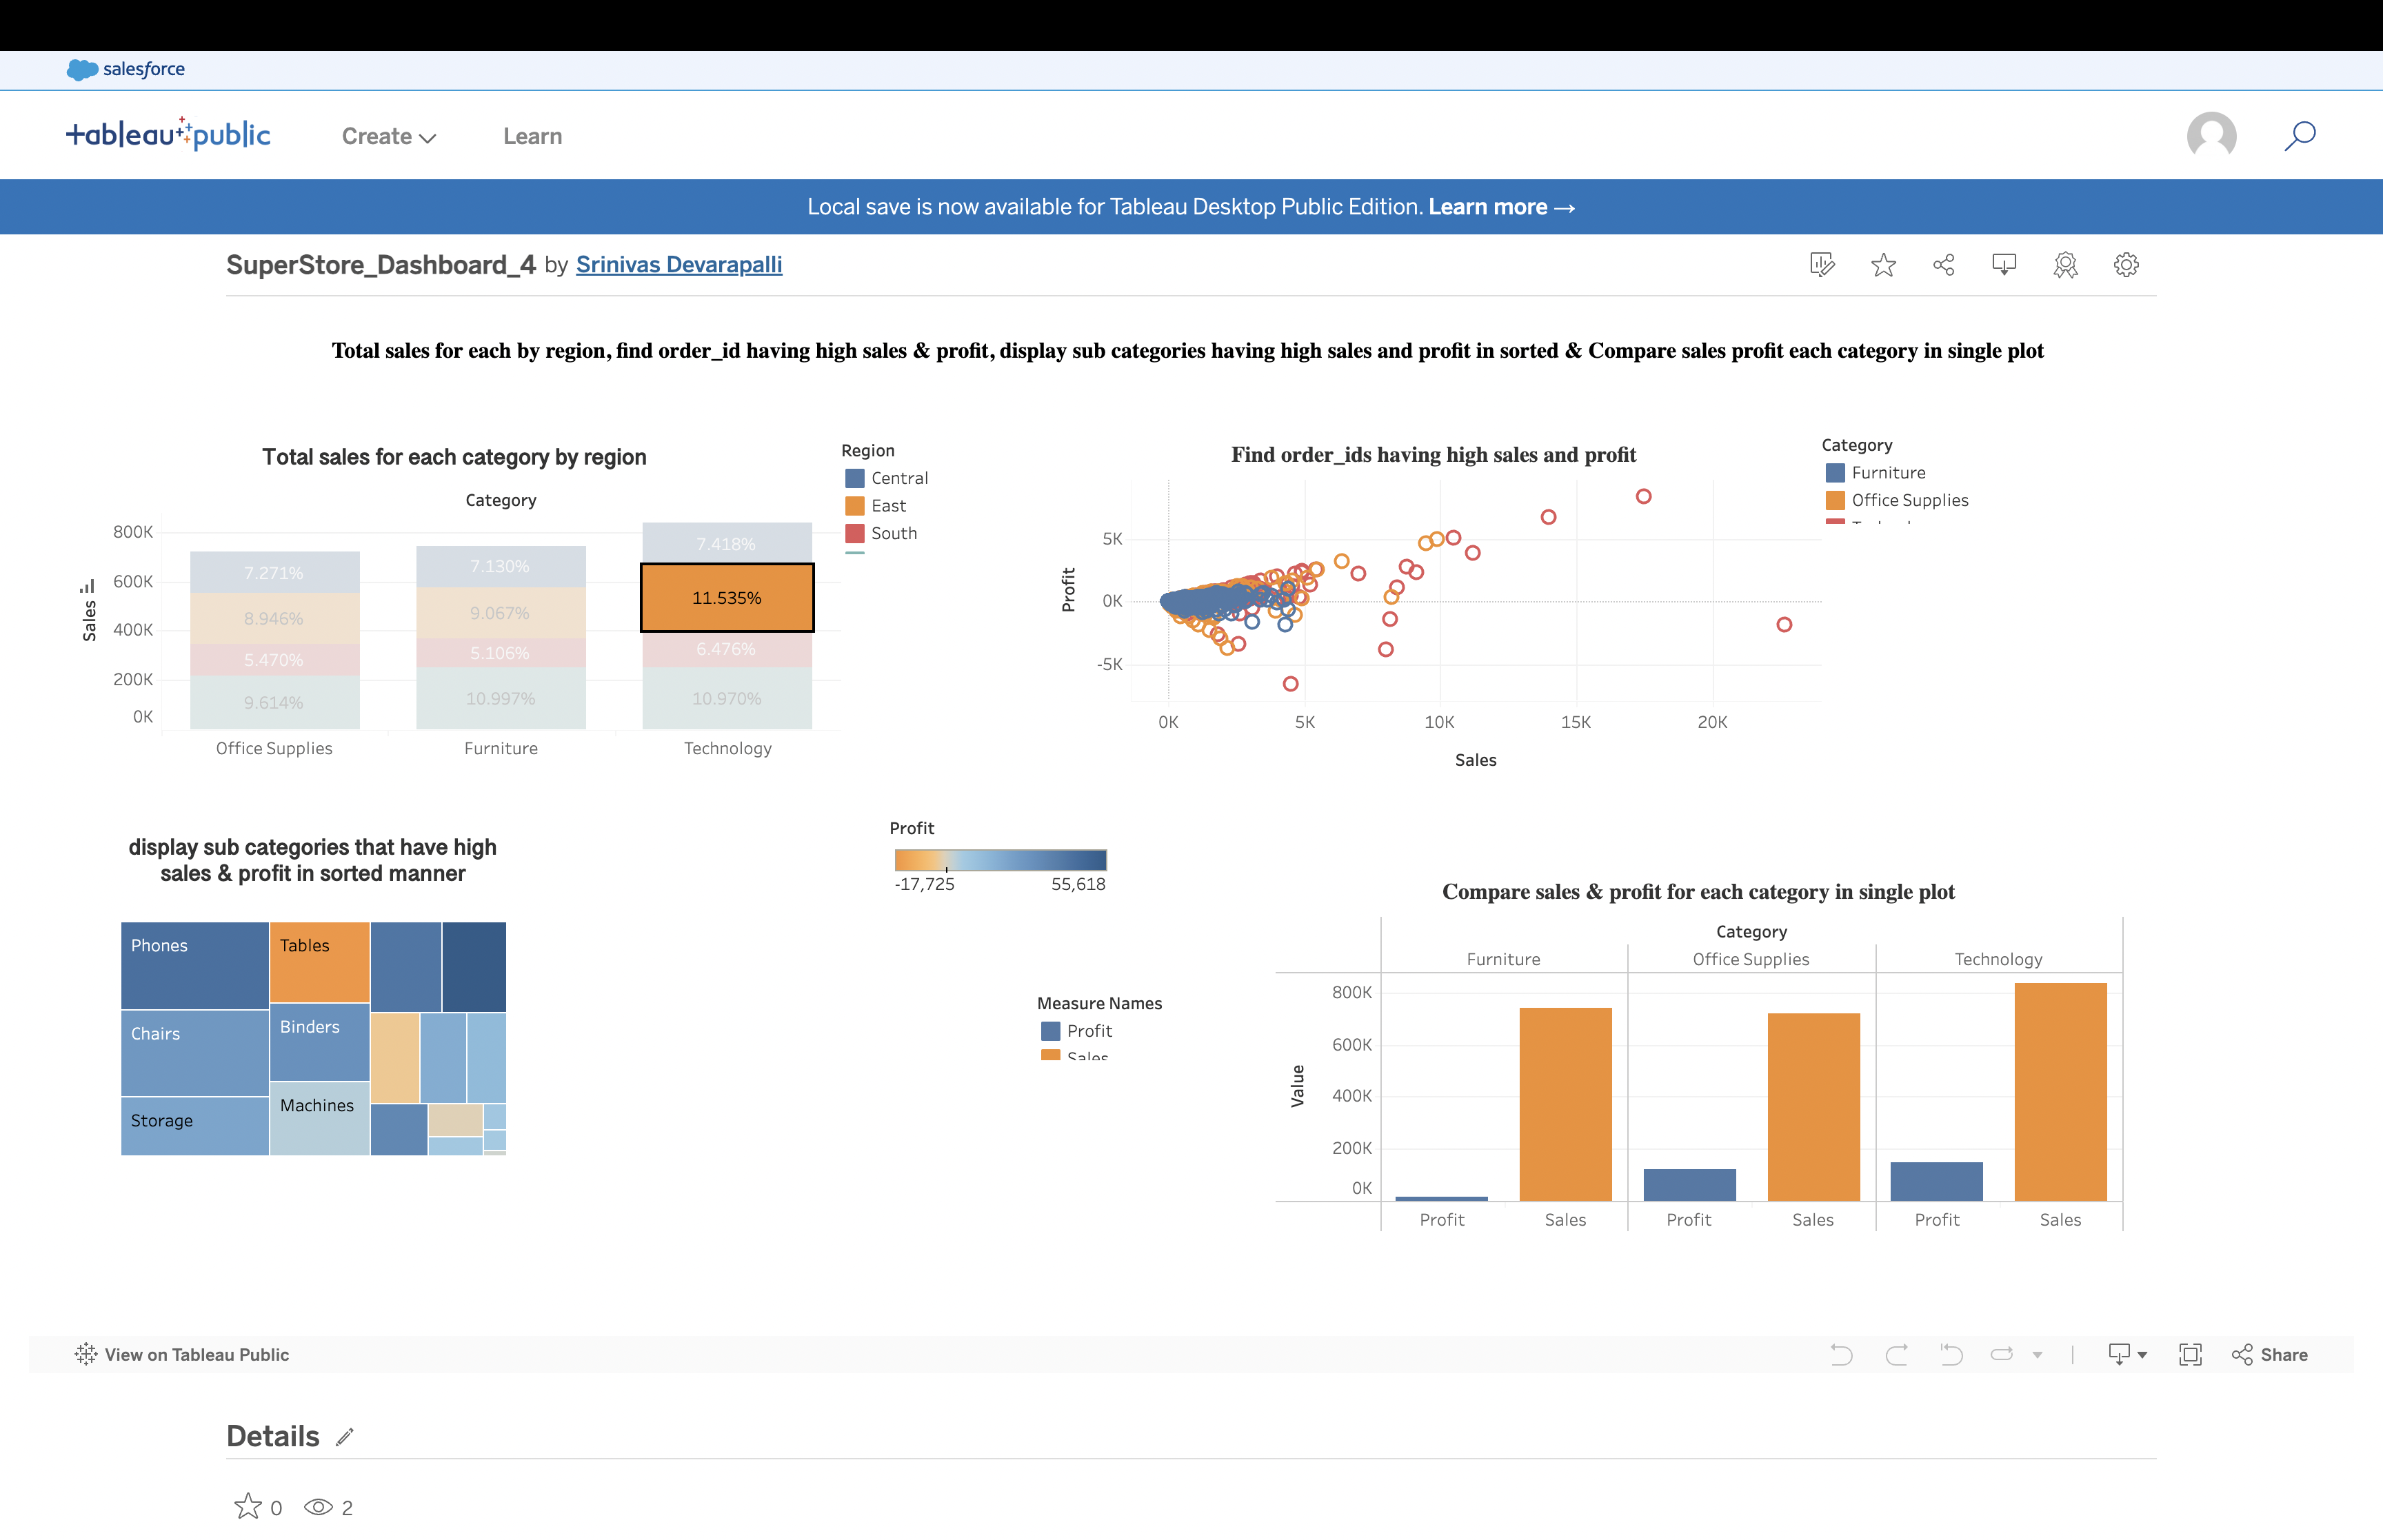 salesforce
tableau public
Create
Learn
Local save is now available for Tableau Desktop Public Edition. Learn more →
SuperStore_Dashboard_4 by Srinivas Devarapalli
Total sales for each by region, find order_id having high sales & profit, display sub categories having high sales and profit in sorted & Compare sales profit each category in single plot
Total sales for each category by region
Category
Sales
800K
600K
400K
200K
0K
7.271%
8.946%
5.470%
9.614%
7.130%
9.067%
5.106%
10.997%
7.418%
11.535%
6.476%
10.970%
Office Supplies
Furniture
Technology
Region
Central
East
South
Find order_ids having high sales and profit
Profit
5K
0K
-5K
0K
5K
10K
15K
20K
Sales
Category
Furniture
Office Supplies
display sub categories that have high
sales & profit in sorted manner
Phones
Chairs
Storage
Tables
Binders
Machines
Profit
-17,725
55,618
Measure Names
Profit
Sales
Compare sales & profit for each category in single plot
Category
Furniture
Office Supplies
Technology
Value
800K
600K
400K
200K
0K
Profit
Sales
Profit
Sales
Profit
Sales
View on Tableau Public
Share
Details
0
2